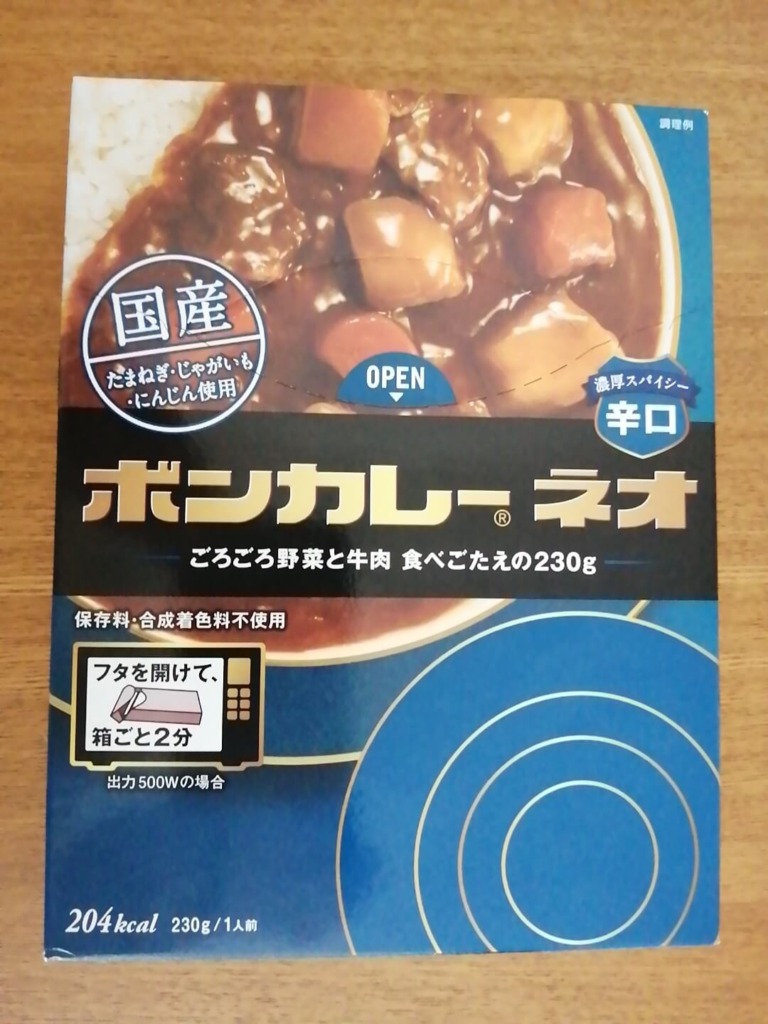 調理例
国産
たまねぎ・じゃがいも
・にんじん使用
OPEN
濃厚スパイシー
辛口
ボンカレー® ネオ
ごろごろ野菜と牛肉 食べごたえの230g
保存料・合成着色料不使用
フタを開けて、
箱ごと2分
出力500Wの場合
204kcal 230g/1人前